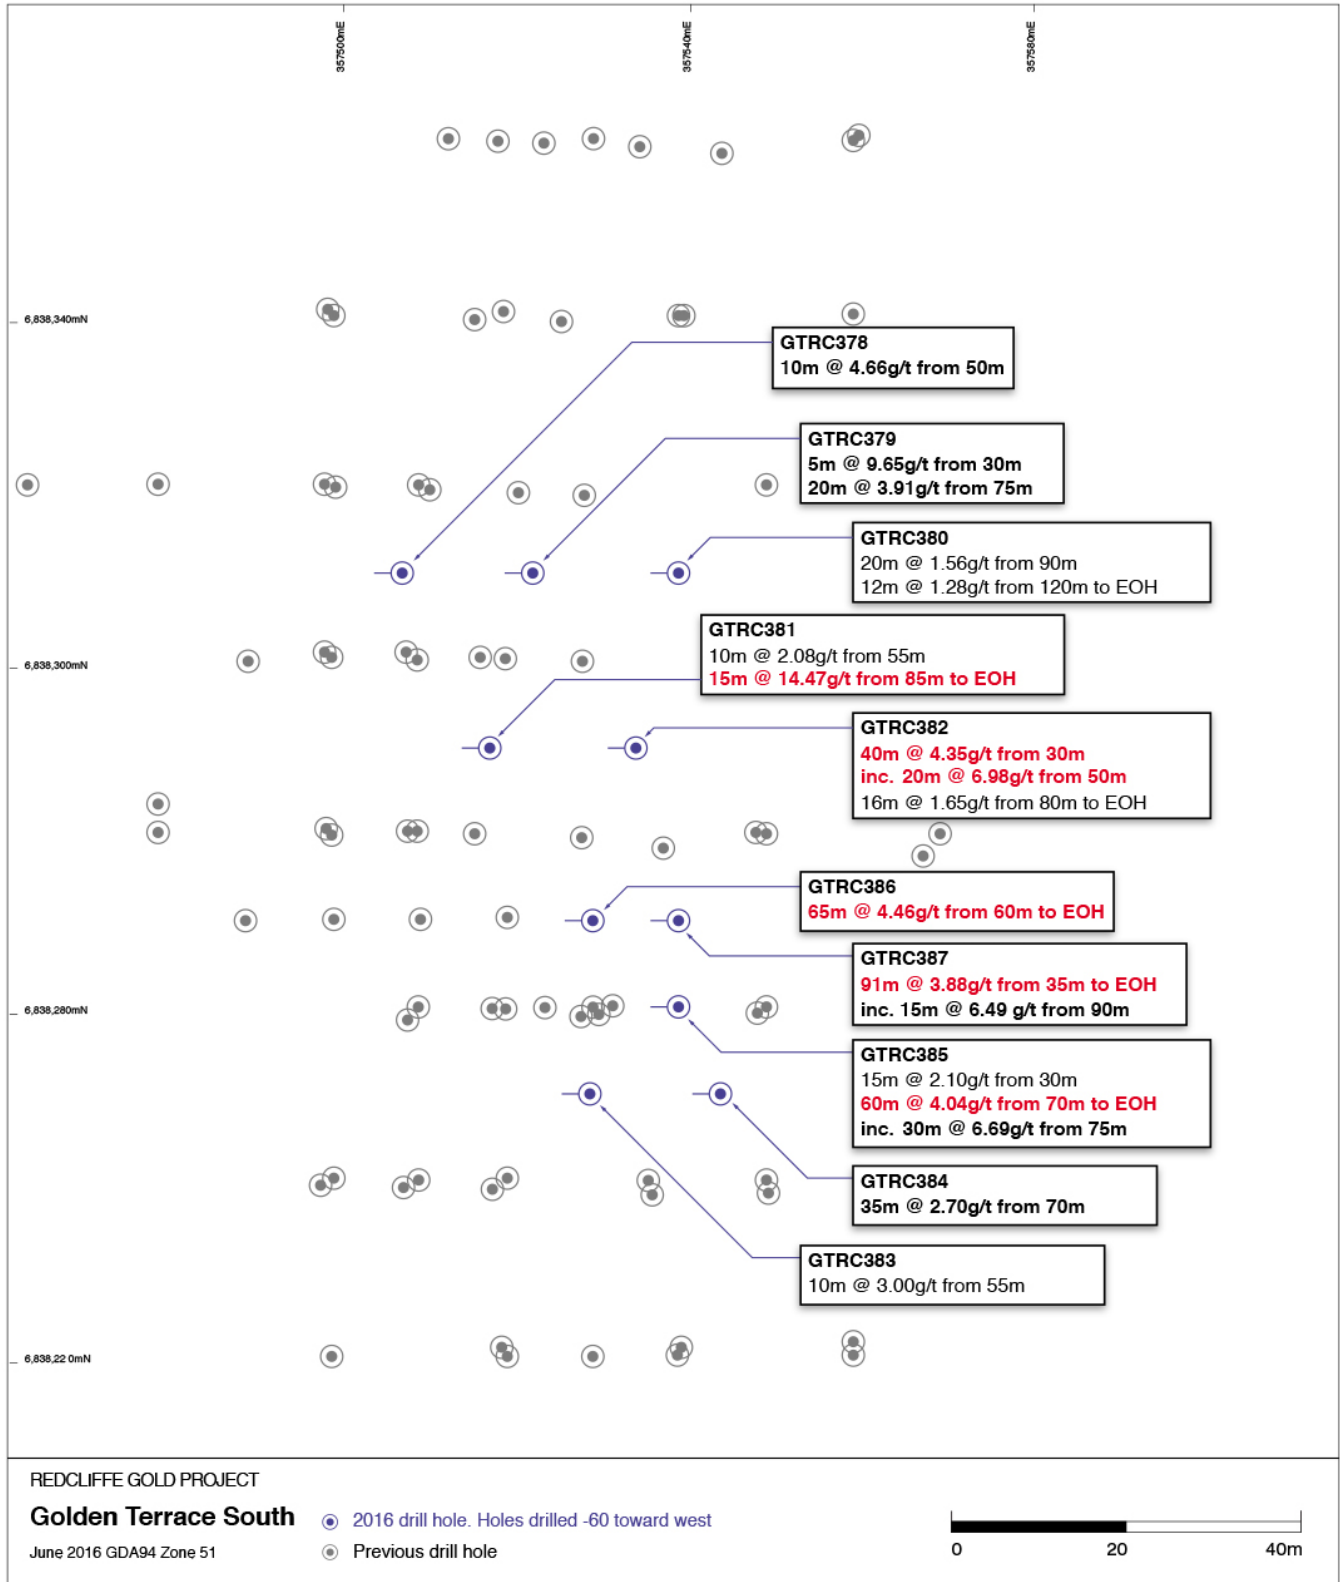 357500mE
357540mE
357580mE
6,838,340mN
GTRC378
10m @ 4.66g/t from 50m
GTRC379
5m @ 9.65g/t from 30m
20m @ 3.91g/t from 75m
GTRC380
20m @ 1.56g/t from 90m
12m @ 1.28g/t from 120m to EOH
GTRC381
10m @ 2.08g/t from 55m
15m @ 14.47g/t from 85m to EOH
6,838,300mN
GTRC382
40m @ 4.35g/t from 30m
inc. 20m @ 6.98g/t from 50m
16m @ 1.65g/t from 80m to EOH
GTRC386
65m @ 4.46g/t from 60m to EOH
GTRC387
91m @ 3.88g/t from 35m to EOH
inc. 15m @ 6.49 g/t from 90m
6,838,280mN
GTRC385
15m @ 2.10g/t from 30m
60m @ 4.04g/t from 70m to EOH
inc. 30m @ 6.69g/t from 75m
GTRC384
35m @ 2.70g/t from 70m
GTRC383
10m @ 3.00g/t from 55m
6,838,22 0mN
REDCLIFFE GOLD PROJECT
Golden Terrace South
June 2016 GDA94 Zone 51
2016 drill hole. Holes drilled -60 toward west
Previous drill hole
0 20 40m